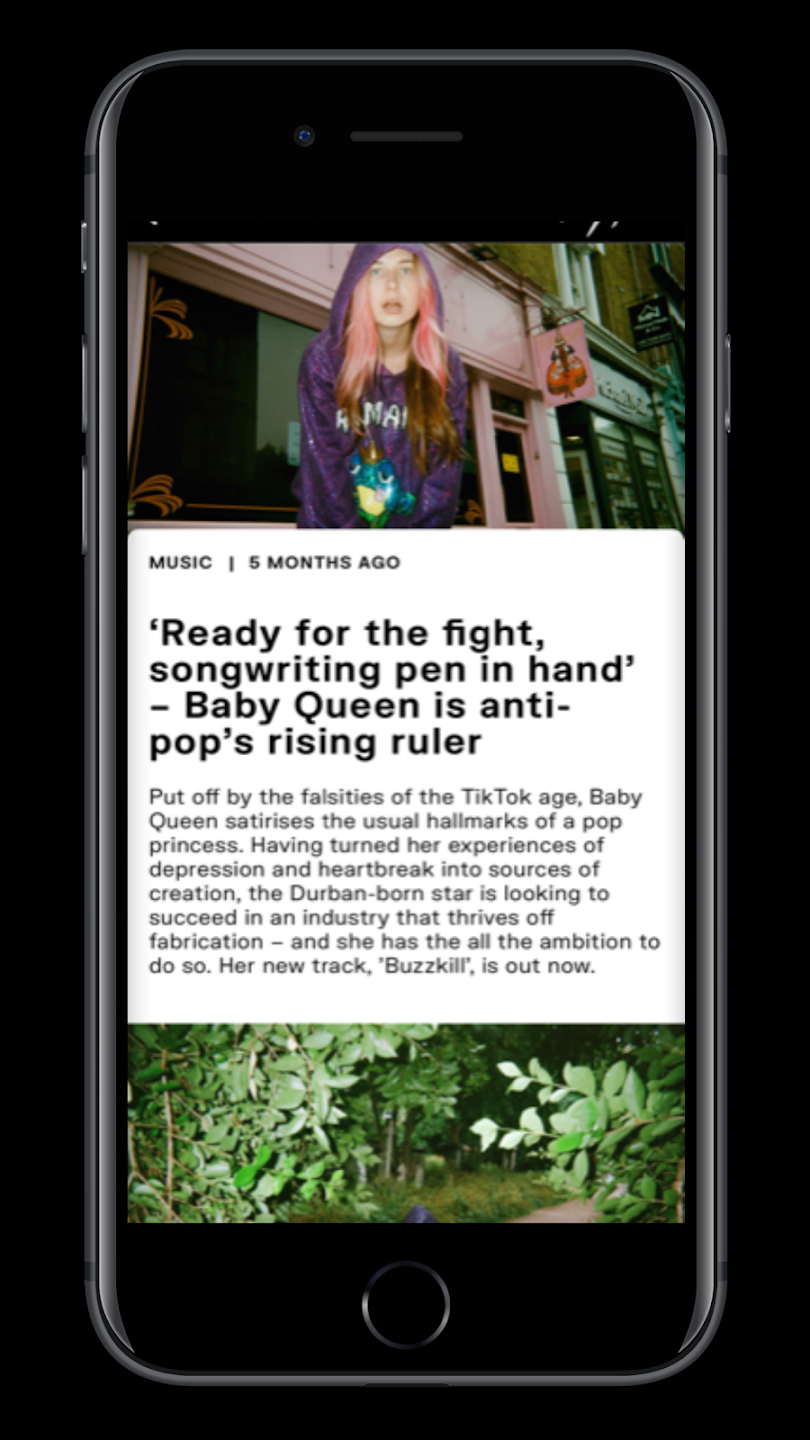 MUSIC | 5 MONTHS AGO
‘Ready for the fight,
songwriting pen in hand’
– Baby Queen is anti-
pop’s rising ruler
Put off by the falsities of the TikTok age, Baby
Queen satirises the usual hallmarks of a pop
princess. Having turned her experiences of
depression and heartbreak into sources of
creation, the Durban-born star is looking to
succeed in an industry that thrives off
fabrication – and she has the all the ambition to
do so. Her new track, 'Buzzkill', is out now.